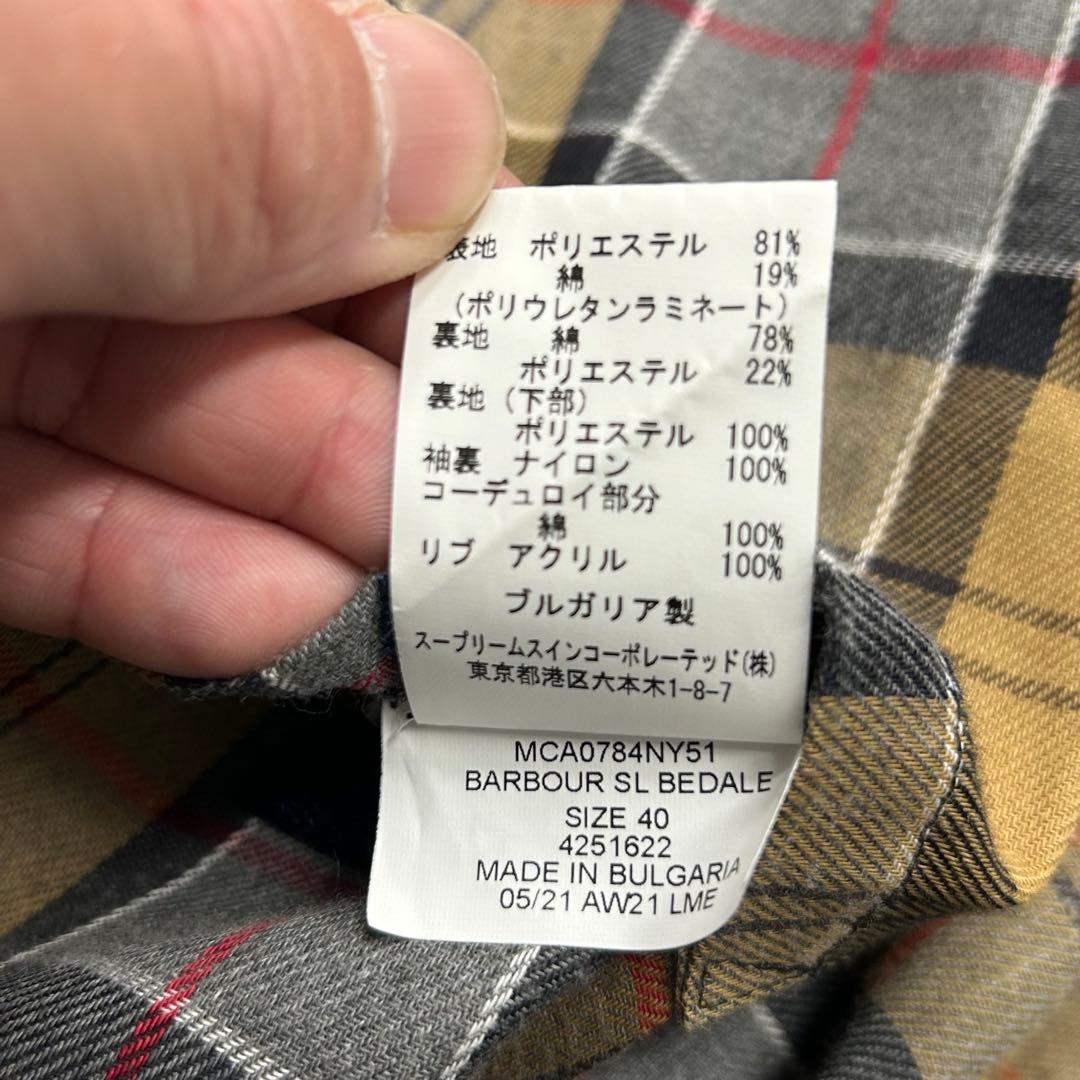 表地 ポリエステル 81%
綿 19%
(ポリウレタンラミネート)
裏地 綿 78%
ポリエステル 22%
裏地(下部)
ポリエステル 100%
袖裏 ナイロン 100%
コーデュロイ部分
綿 100%
リブ アクリル 100%
ブルガリア製
スープリームスインコーポレーテッド(株)
東京都港区六本木1-8-7
MCA0784NY51
BARBOUR SL BEDALE
SIZE 40
4251622
MADE IN BULGARIA
05/21 AW21 LME